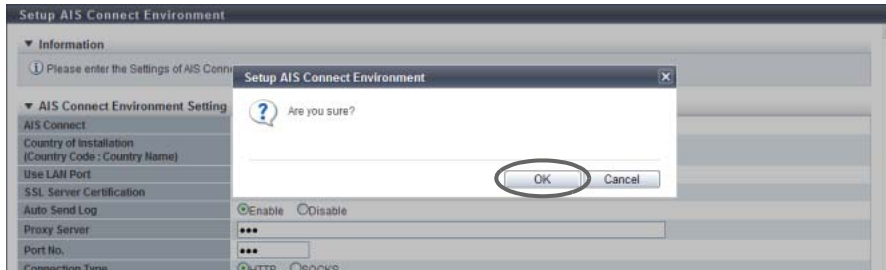 Setup AIS Connect Environment
Information
Please enter the Settings of AIS Conne
Setup AIS Connect Environment
Are you sure?
OK Cancel
AIS Connect Environment Setting
AIS Connect
Country of Installation
(Country Code : Country Name)
Use LAN Port
SSL Server Certification
Auto Send Log Enable Disable
Proxy Server •••
Port No. •••
Connection Type HTTP SOCKS